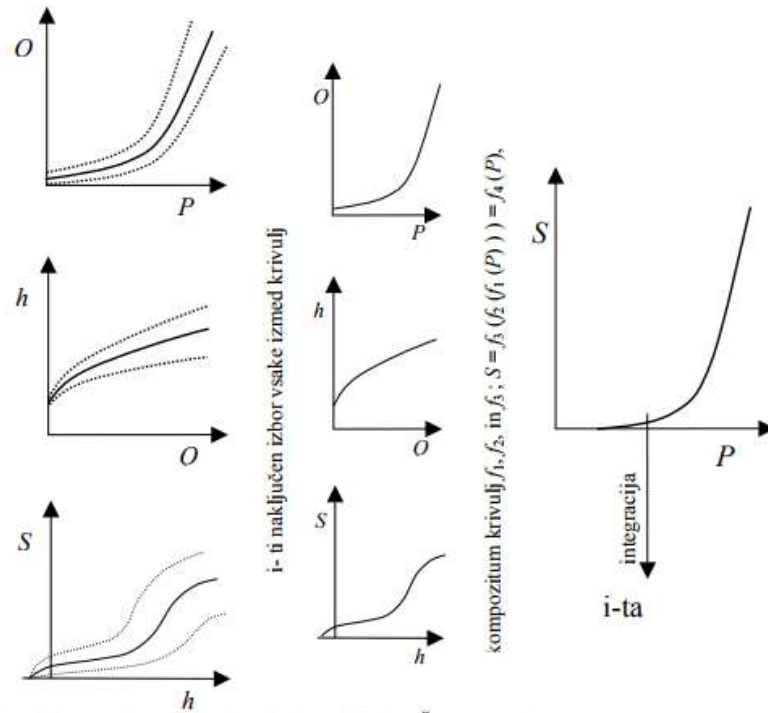 O
P
h
O
S
h
i- ti naključen izbor vsake izmed krivulj
O
P
h
O
S
h
kompozitum krivulj f₁, f₂, in f₃ ; S = f₃ (f₂ (f₁ (P) ) ) = f₄ (P),
S
P
integracija
i-ta